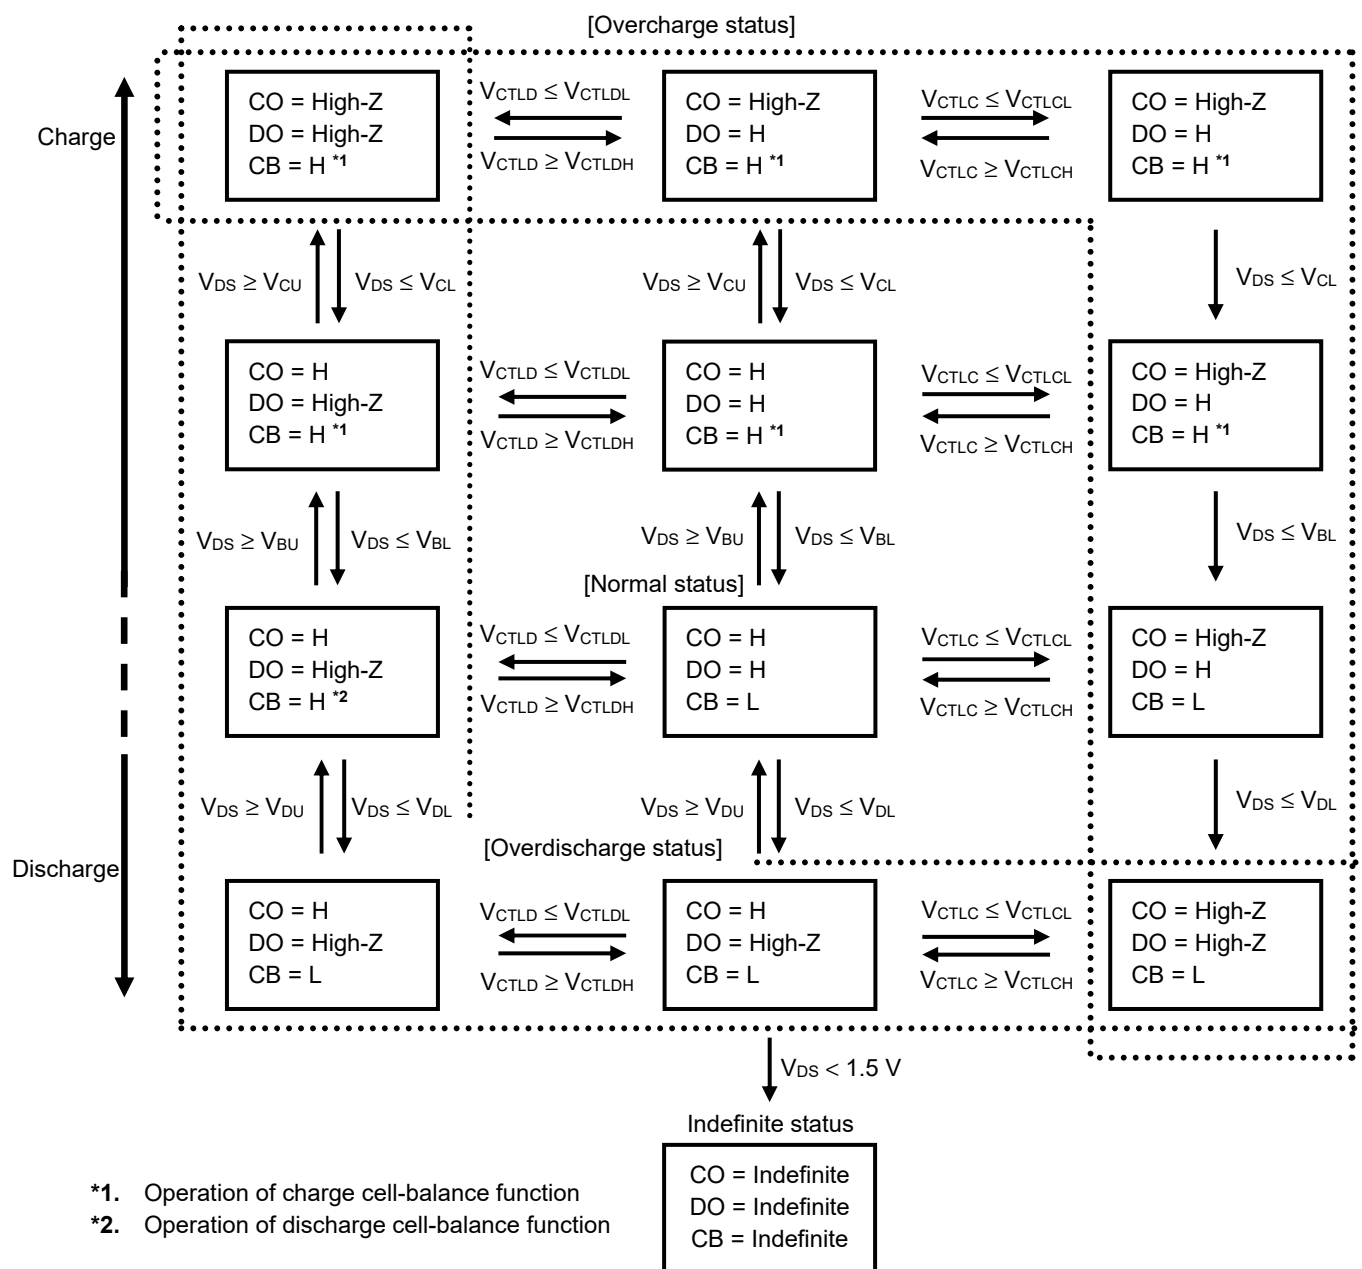 [Overcharge status]
Charge
CO = High-Z
DO = High-Z
CB = H *1
VCTLD ≤ VCTLDL
VCTLD ≥ VCTLDH
CO = High-Z
DO = H
CB = H *1
VCTLC ≤ VCTLCL
VCTLC ≥ VCTLCH
CO = High-Z
DO = H
CB = H *1
VDS ≥ VCU
VDS ≤ VCL
VDS ≥ VCU
VDS ≤ VCL
VDS ≤ VCL
CO = H
DO = High-Z
CB = H *1
VCTLD ≤ VCTLDL
VCTLD ≥ VCTLDH
CO = H
DO = H
CB = H *1
VCTLC ≤ VCTLCL
VCTLC ≥ VCTLCH
CO = High-Z
DO = H
CB = H *1
VDS ≥ VBU
VDS ≤ VBL
VDS ≥ VBU
VDS ≤ VBL
VDS ≤ VBL
[Normal status]
CO = H
DO = High-Z
CB = H *2
VCTLD ≤ VCTLDL
VCTLD ≥ VCTLDH
CO = H
DO = H
CB = L
VCTLC ≤ VCTLCL
VCTLC ≥ VCTLCH
CO = High-Z
DO = H
CB = L
VDS ≥ VDU
VDS ≤ VDL
VDS ≥ VDU
VDS ≤ VDL
VDS ≤ VDL
[Overdischarge status]
Discharge
CO = H
DO = High-Z
CB = L
VCTLD ≤ VCTLDL
VCTLD ≥ VCTLDH
CO = H
DO = High-Z
CB = L
VCTLC ≤ VCTLCL
VCTLC ≥ VCTLCH
CO = High-Z
DO = High-Z
CB = L
VDS < 1.5 V
Indefinite status
CO = Indefinite
DO = Indefinite
CB = Indefinite
*1. Operation of charge cell-balance function
*2. Operation of discharge cell-balance function